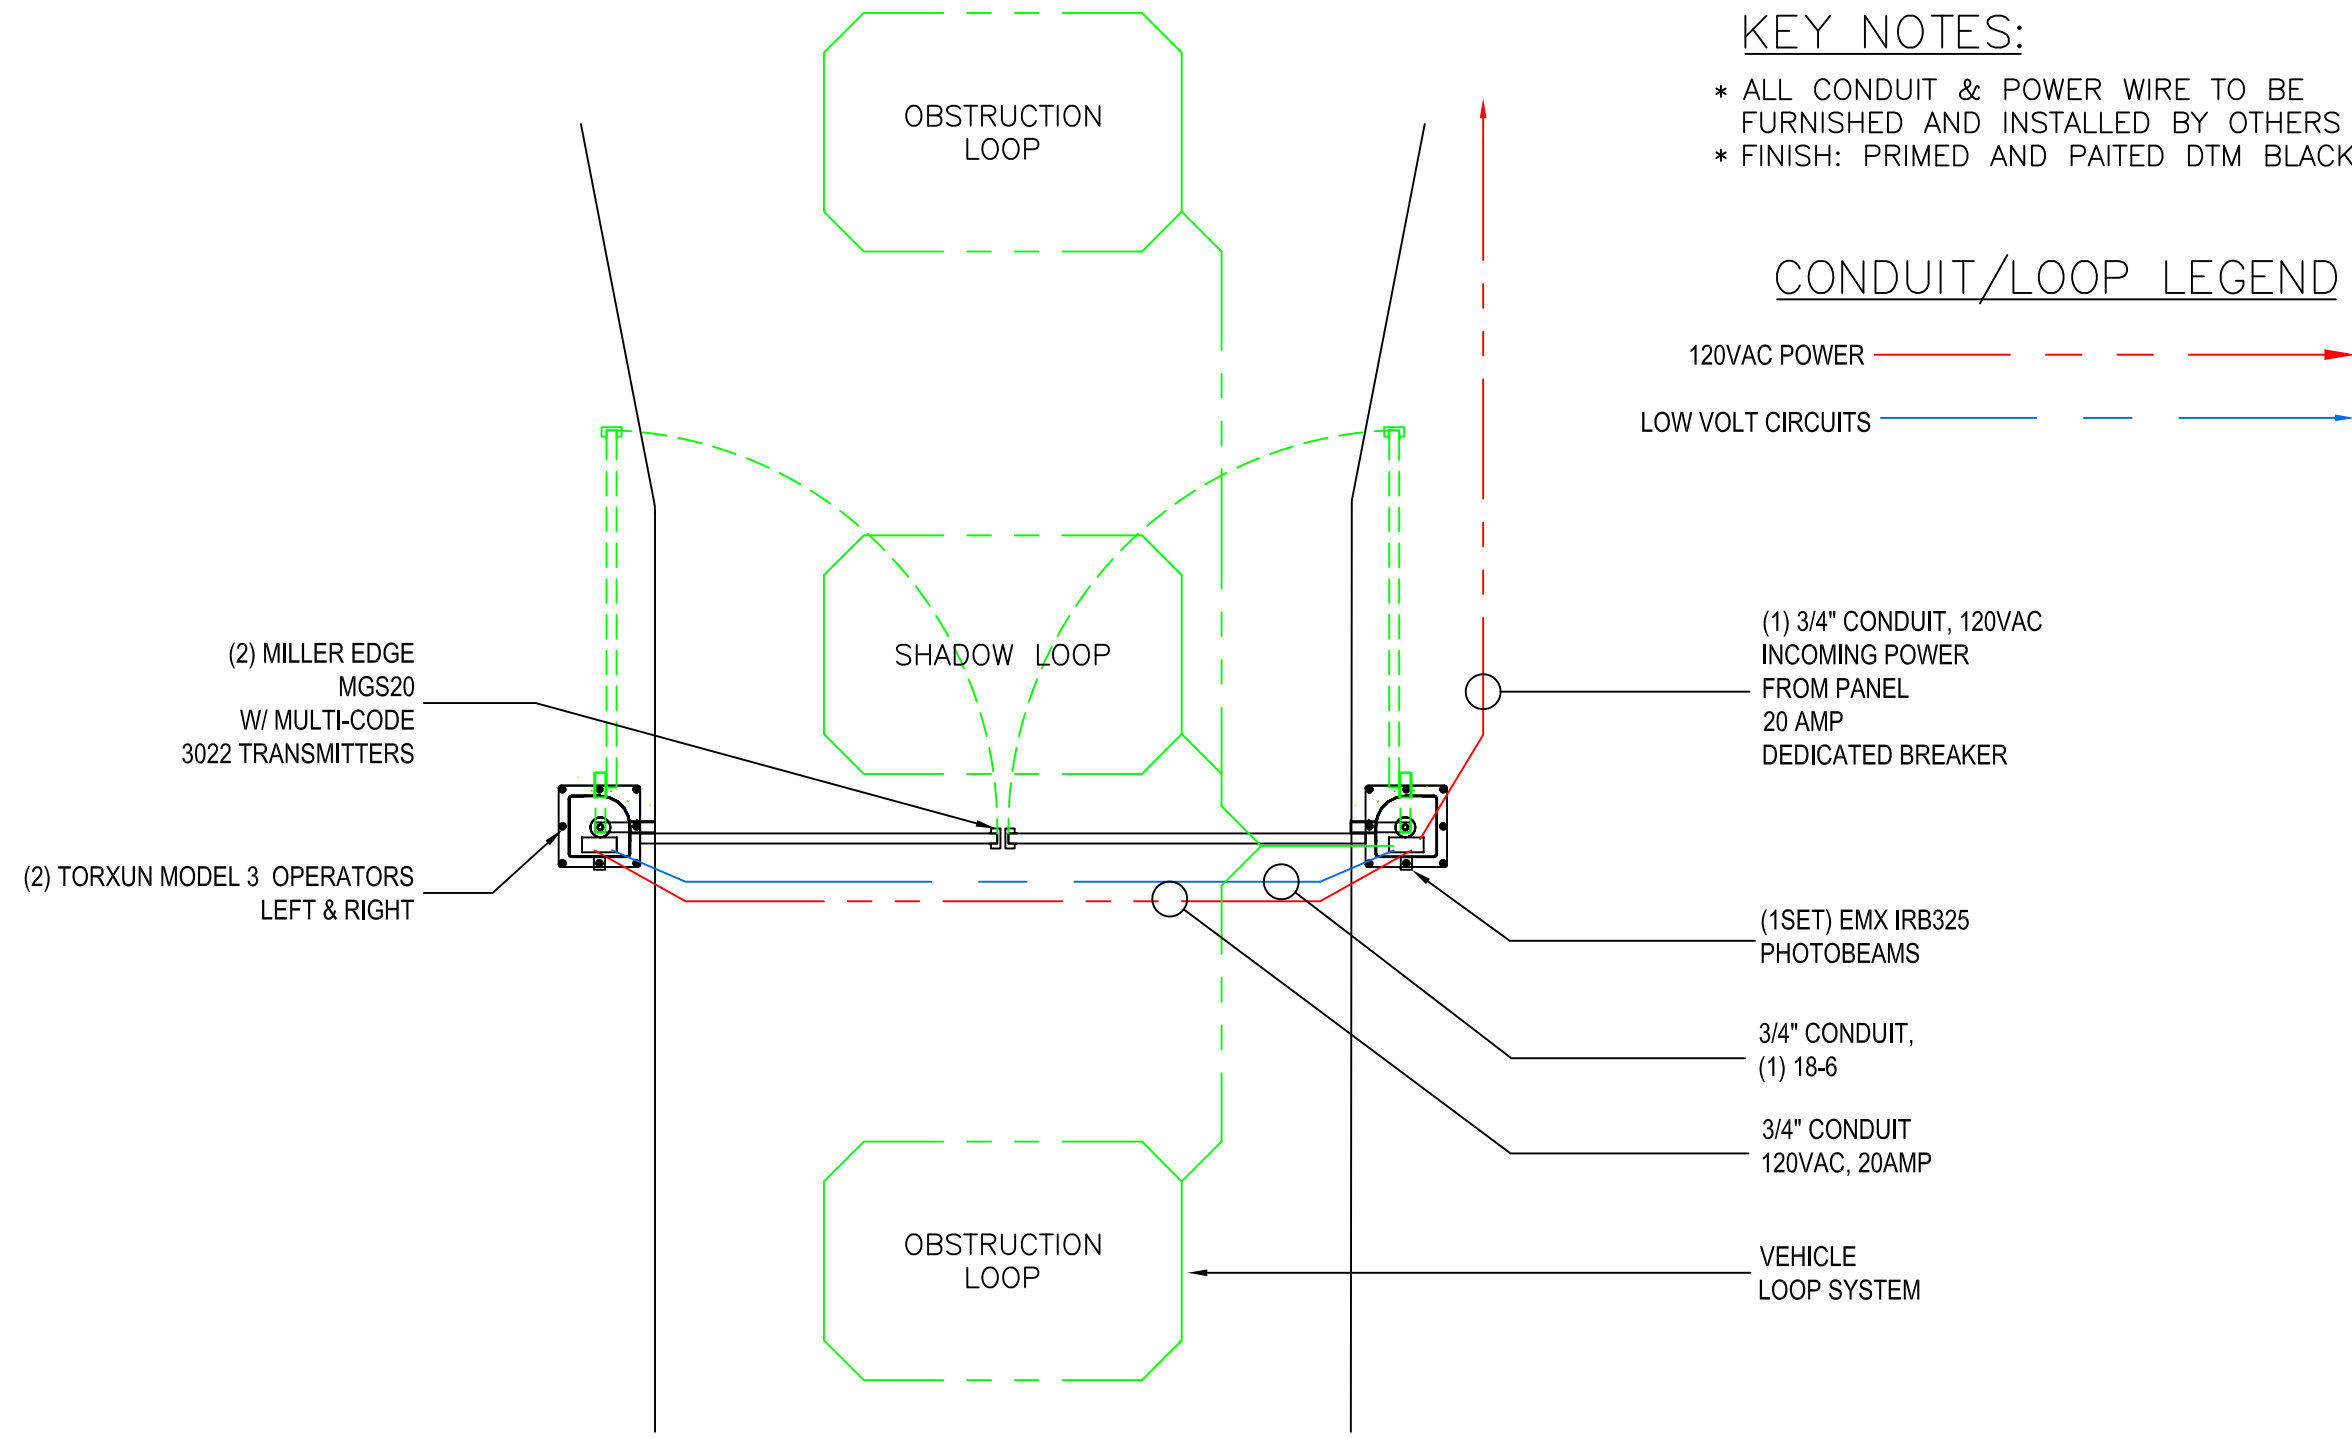 KEY NOTES:
* ALL CONDUIT & POWER WIRE TO BE
FURNISHED AND INSTALLED BY OTHERS
* FINISH: PRIMED AND PAITED DTM BLACK
CONDUIT/LOOP LEGEND
120VAC POWER
LOW VOLT CIRCUITS
OBSTRUCTION
LOOP
SHADOW LOOP
(2) MILLER EDGE
MGS20
W/ MULTI-CODE
3022 TRANSMITTERS
(2) TORXUN MODEL 3 OPERATORS
LEFT & RIGHT
(1) 3/4" CONDUIT, 120VAC
INCOMING POWER
FROM PANEL
20 AMP
DEDICATED BREAKER
(1SET) EMX IRB325
PHOTOBEAMS
3/4" CONDUIT,
(1) 18-6
3/4" CONDUIT
120VAC, 20AMP
OBSTRUCTION
LOOP
VEHICLE
LOOP SYSTEM